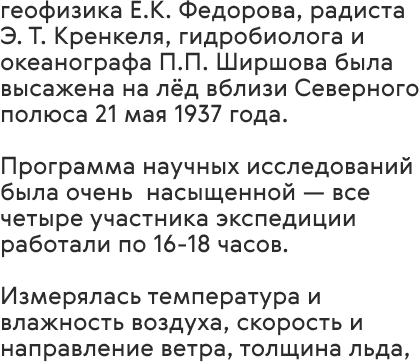 геофизика Е.К. Федорова, радиста
Э. Т. Кренкеля, гидробиолога и
океанографа П.П. Ширшова была
высажена на лёд вблизи Северного
полюса 21 мая 1937 года.

Программа научных исследований
была очень  насыщенной — все
четыре участника экспедиции
работали по 16-18 часов.

Измерялась температура и
влажность воздуха, скорость и
направление ветра, толщина льда,